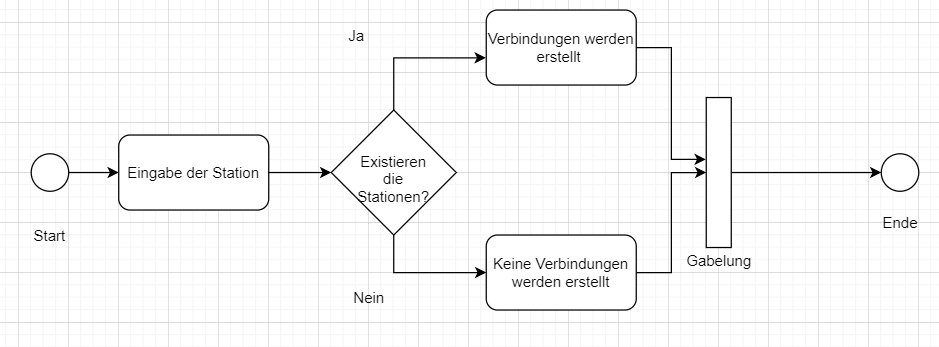 Ja
Verbindungen werden
erstellt
Eingabe der Station
Existieren
die
Stationen?
Start
Ende
Keine Verbindungen
werden erstellt
Gabelung
Nein